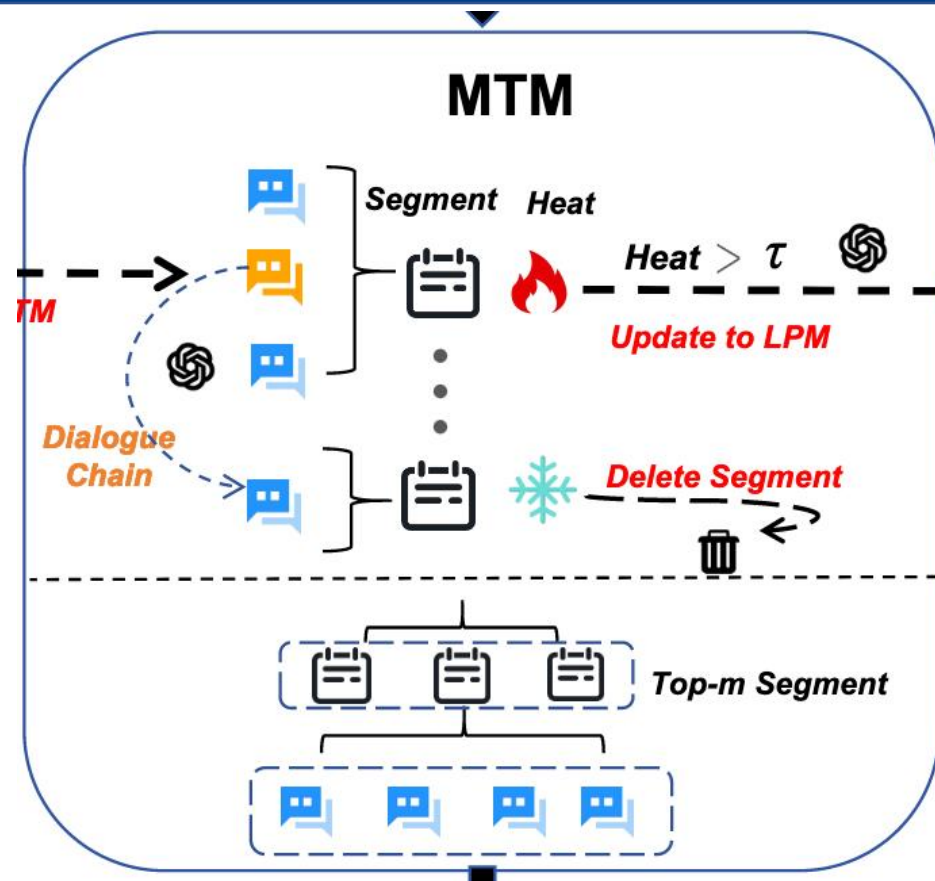 MTM
Segment Heat
Heat > τ
TM
Update to LPM
Dialogue
Chain
Delete Segment
Top-m Segment